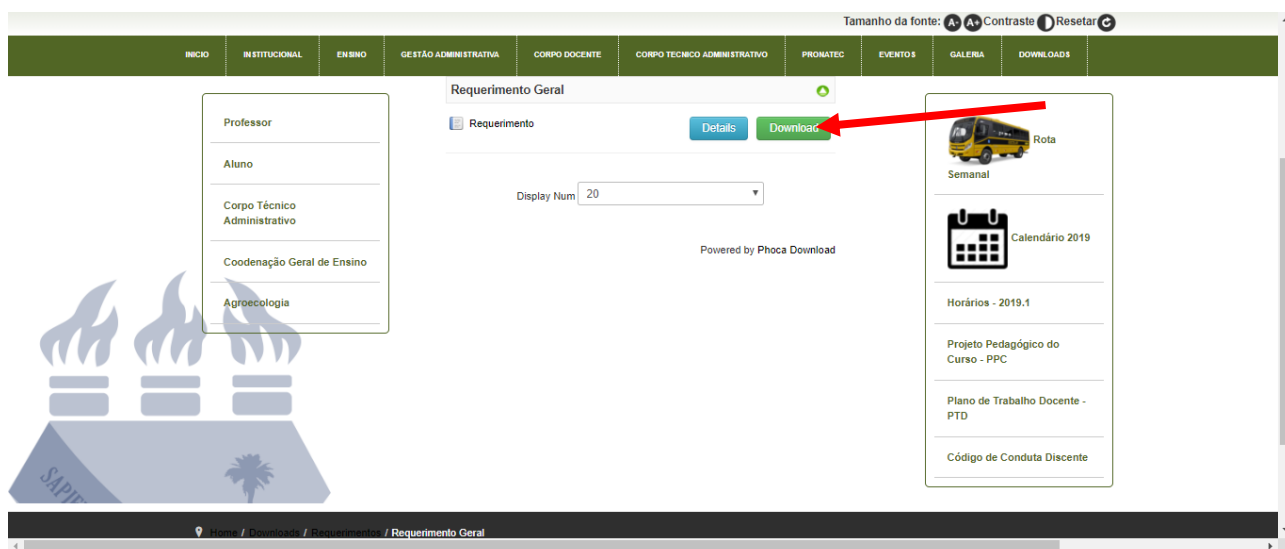 Tamanho da fonte: A- A+ Contraste Resetar
INICIO INSTITUCIONAL ENSINO GESTÃO ADMINISTRATIVA CORPO DOCENTE CORPO TECNICO ADMINISTRATIVO PRONATEC EVENTOS GALERIA DOWNLOADS
Professor
Aluno
Corpo Técnico
Administrativo
Coodenação Geral de Ensino
Agroecologia
Requerimento Geral
Requerimento Details Download
Display Num 20
Powered by Phoca Download
Rota
Semanal
Calendário 2019
Horários - 2019.1
Projeto Pedagógico do
Curso - PPC
Plano de Trabalho Docente -
PTD
Código de Conduta Discente
Home / Downloads / Requerimentos / Requerimento Geral